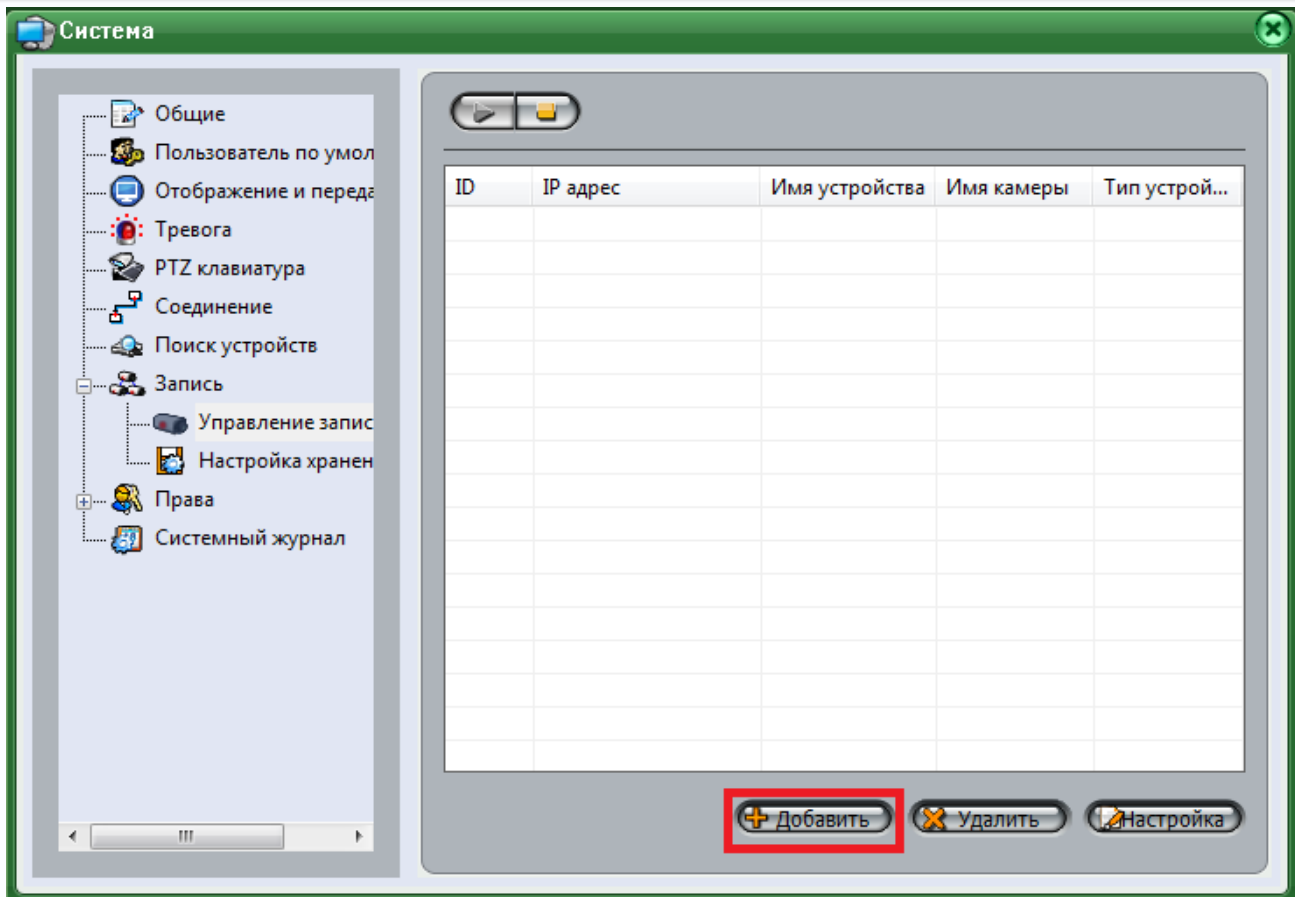 Система
Общие
Пользователь по умол
Отображение и переда
Тревога
PTZ клавиатура
Соединение
Поиск устройств
Запись
Управление запис
Настройка хранен
Права
Системный журнал
ID IP адрес Имя устройства Имя камеры Тип устрой...
Добавить Удалить Настройка